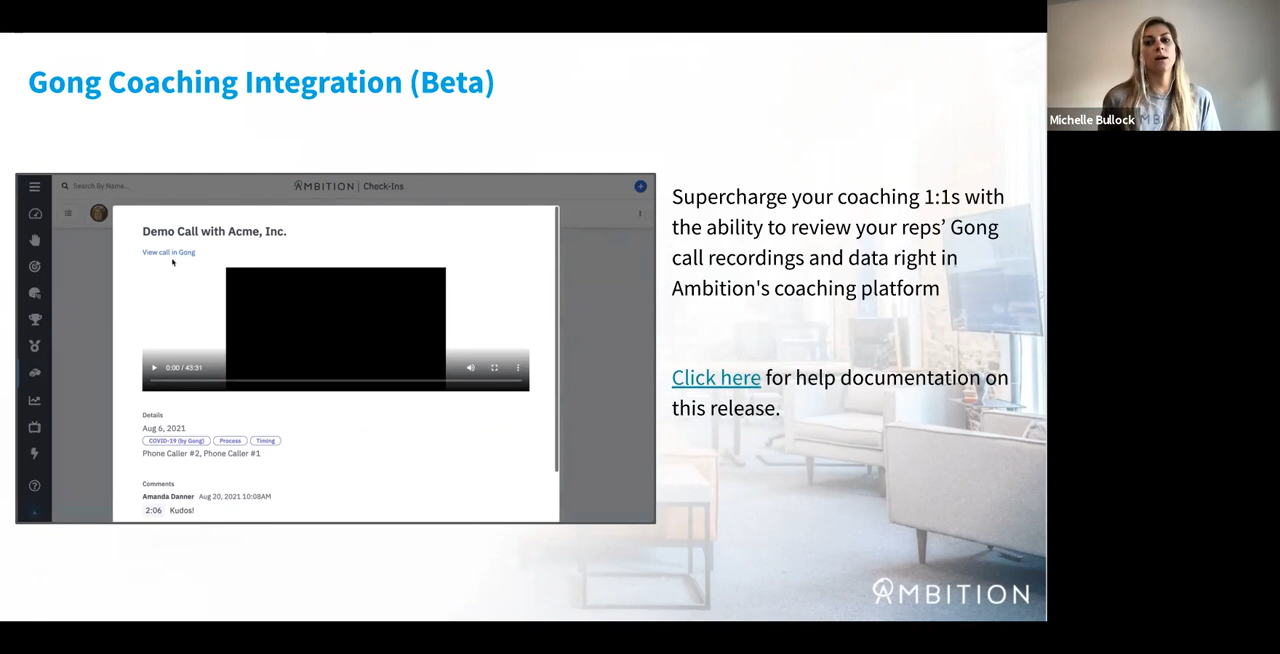 Gong Coaching Integration (Beta)
Michelle Bullock
Search By Name...
AMBITION | Check-Ins
Demo Call with Acme, Inc.
View call in Gong
0:00 / 43:31
Details
Aug 6, 2021
COVID-19 (by Gong) Process Timing
Phone Caller #2, Phone Caller #1
Comments
Amanda Danner Aug 20, 2021 10:08AM
2:06 Kudos!
Supercharge your coaching 1:1s with
the ability to review your reps’ Gong
call recordings and data right in
Ambition's coaching platform
Click here for help documentation on
this release.
AMBITION